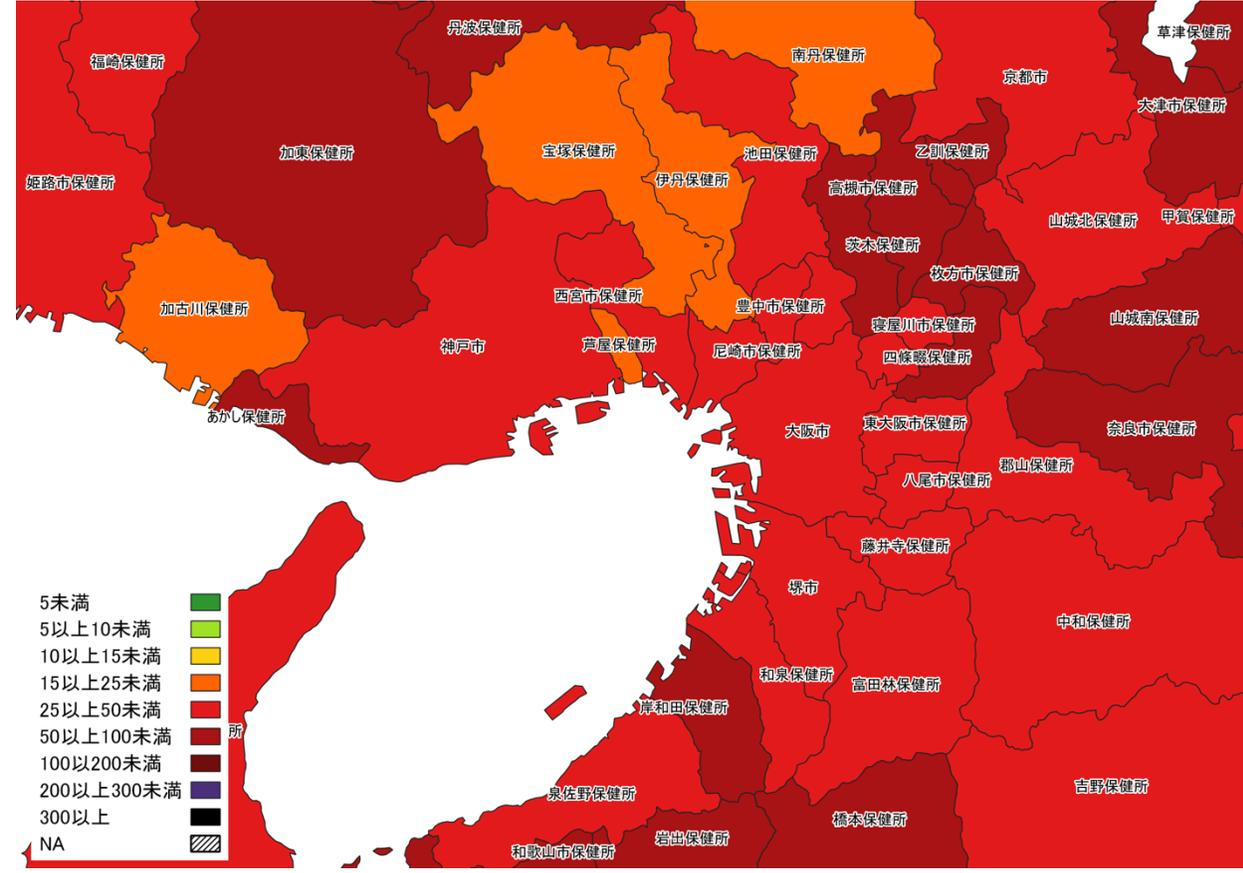 丹波保健所
草津保健所
福崎保健所
南丹保健所
京都市
大津市保健所
加東保健所
宝塚保健所
池田保健所
乙訓保健所
姫路市保健所
伊丹保健所
高槻市保健所
山城北保健所
甲賀保健所
茨木保健所
枚方市保健所
西宮市保健所
加古川保健所
豊中市保健所
山城南保健所
寝屋川市保健所
神戸市
芦屋保健所
尼崎市保健所
四條畷保健所
あかし保健所
大阪市
東大阪市保健所
奈良市保健所
郡山保健所
八尾市保健所
藤井寺保健所
堺市
中和保健所
和泉保健所
富田林保健所
岸和田保健所
所
泉佐野保健所
吉野保健所
橋本保健所
岩出保健所
和歌山市保健所
5未満
5以上10未満
10以上15未満
15以上25未満
25以上50未満
50以上100未満
100以200未満
200以上300未満
300以上
NA